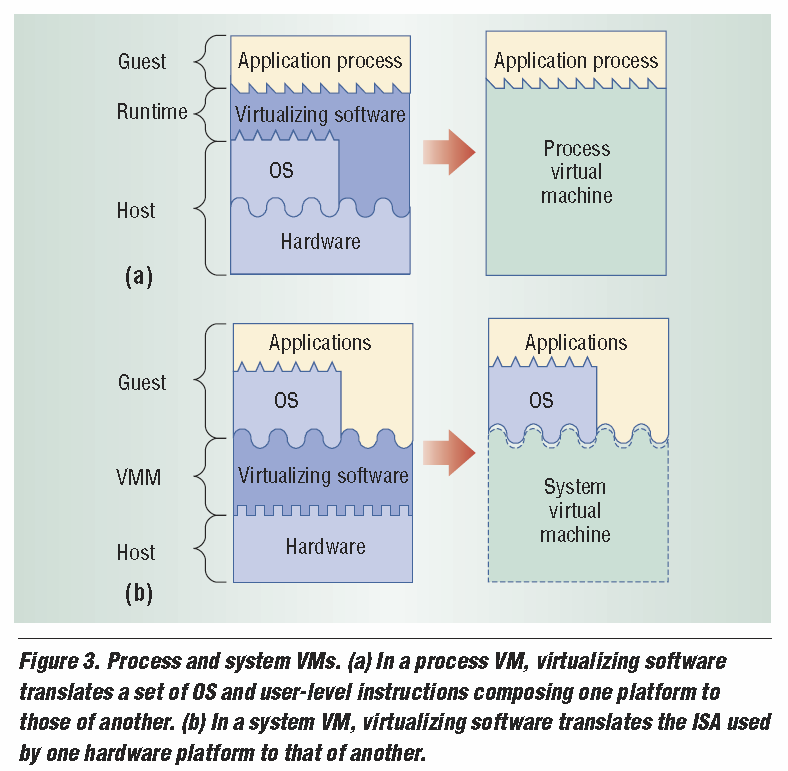 Guest
Application process
Application process
Runtime
Virtualizing software
OS
Process
virtual
machine
Host
Hardware
(a)
Applications
Applications
Guest
OS
OS
VMM
Virtualizing software
System
virtual
machine
Host
Hardware
(b)
Figure 3. Process and system VMs. (a) In a process VM, virtualizing software
translates a set of OS and user-level instructions composing one platform to
those of another. (b) In a system VM, virtualizing software translates the ISA used
by one hardware platform to that of another.